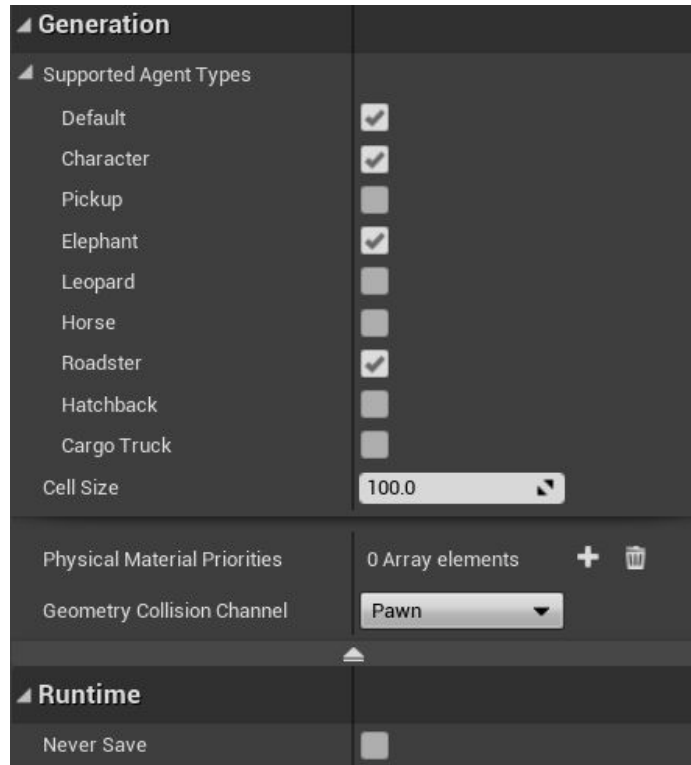 Generation
Supported Agent Types
Default
Character
Pickup
Elephant
Leopard
Horse
Roadster
Hatchback
Cargo Truck
Cell Size 100.0
Physical Material Priorities 0 Array elements
Geometry Collision Channel Pawn
Runtime
Never Save